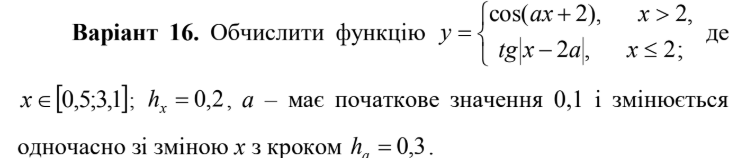 Варіант 16. Обчислити функцію y = { cos(ax + 2), x > 2, де
tg|x − 2a|, x ≤ 2;
x ∈ [0,5;3,1]; hₓ = 0,2, a – має початкове значення 0,1 і змінюється
одночасно зі зміною x з кроком hₐ = 0,3.